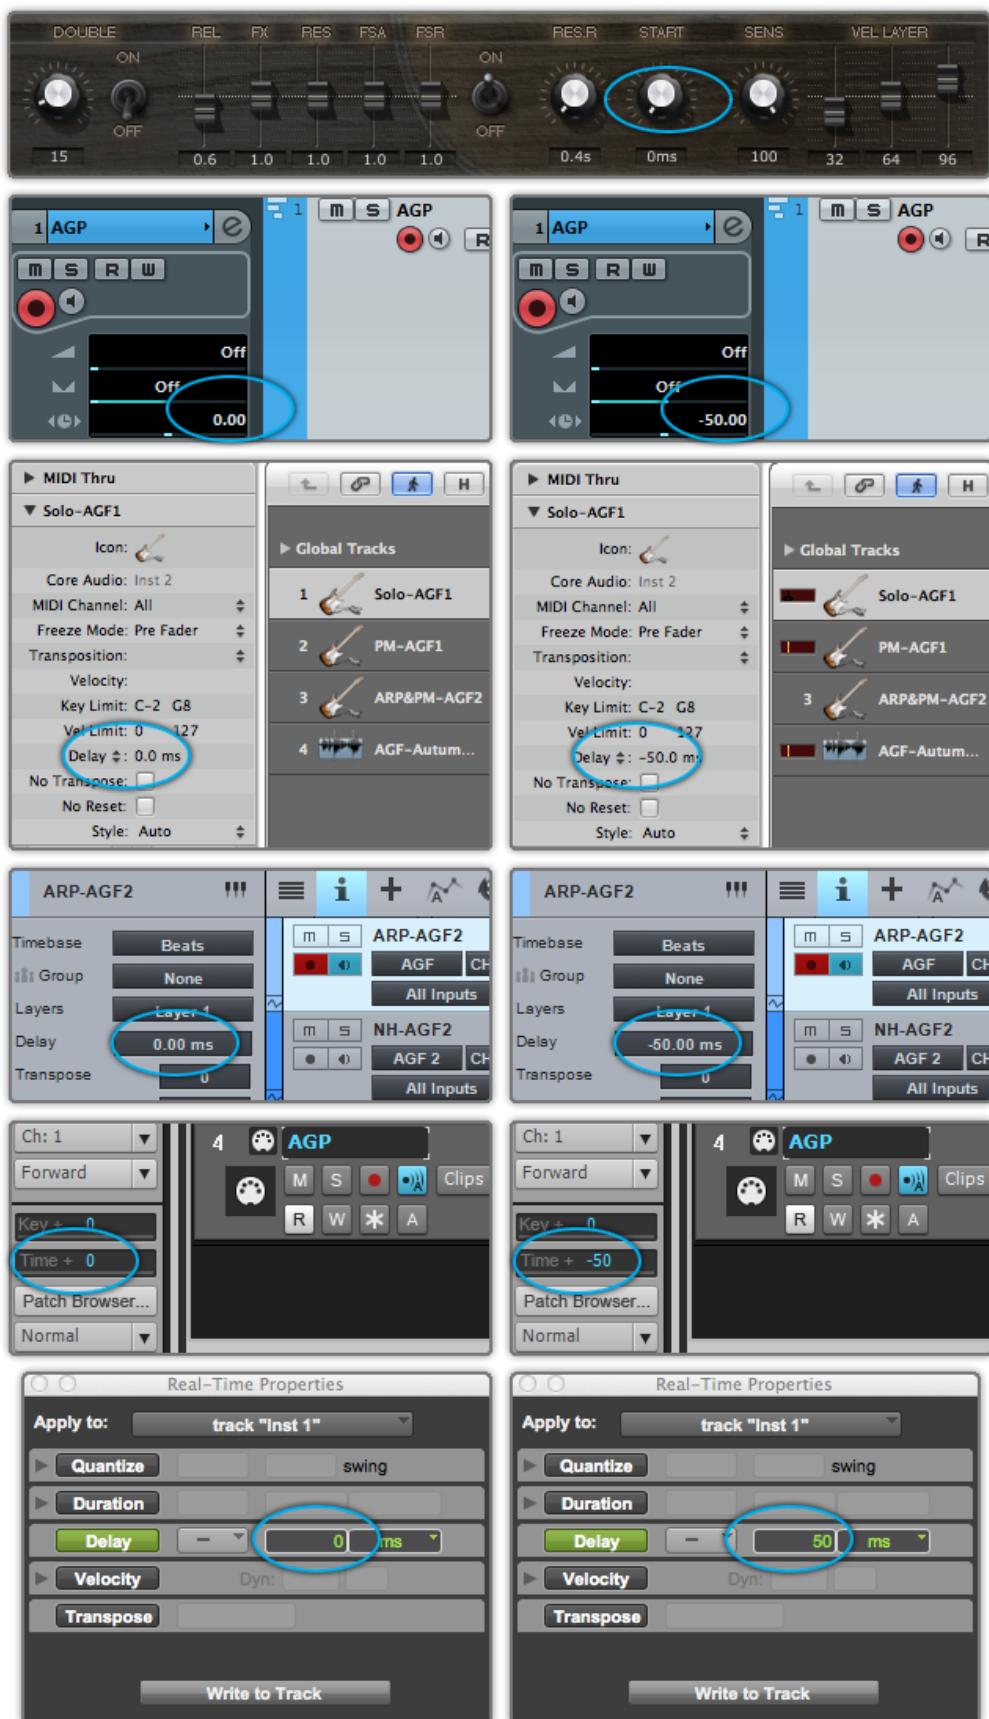 DOUBLE REL FX RES FSA FSR RES.R START SENS VEL LAYER
ON ON
OFF OFF
15 0.6 1.0 1.0 1.0 1.0 0.4s 0ms 100 32 64 96
1 AGP e 1 m S AGP
R
m S R W
Off
Off
0.00
1 AGP e 1 m S AGP
R
m S R W
Off
Off
-50.00
MIDI Thru
Solo-AGF1
Icon:
Core Audio: Inst 2
MIDI Channel: All
Freeze Mode: Pre Fader
Transposition:
Velocity:
Key Limit: C-2 G8
Vel Limit: 0 127
Delay : 0.0 ms
No Transpose:
No Reset:
Style: Auto
H
Global Tracks
1 Solo-AGF1
2 PM-AGF1
3 ARP&PM-AGF2
4 AGF-Autum...
MIDI Thru
Solo-AGF1
Icon:
Core Audio: Inst 2
MIDI Channel: All
Freeze Mode: Pre Fader
Transposition:
Velocity:
Key Limit: C-2 G8
Vel Limit: 0 127
Delay : -50.0 ms
No Transpose:
No Reset:
Style: Auto
H
Global Tracks
Solo-AGF1
PM-AGF1
3 ARP&PM-AGF2
AGF-Autum...
ARP-AGF2
Timebase Beats
Group None
Layers Layer 1
Delay 0.00 ms
Transpose 0
i + A
m S ARP-AGF2
AGF CH
All Inputs
m S NH-AGF2
AGF 2 CH
All Inputs
ARP-AGF2
Timebase Beats
Group None
Layers Layer 1
Delay -50.00 ms
Transpose 0
i + A
m S ARP-AGF2
AGF CH
All Inputs
m S NH-AGF2
AGF 2 CH
All Inputs
Ch: 1
Forward
Key + 0
Time + 0
Patch Browser...
Normal
4 AGP
M S A Clips
R W * A
Ch: 1
Forward
Key + 0
Time + -50
Patch Browser...
Normal
4 AGP
M S A Clips
R W * A
Real-Time Properties
Apply to: track "Inst 1"
Quantize swing
Duration
Delay – 0 ms
Velocity Dyn:
Transpose
Write to Track
Real-Time Properties
Apply to: track "Inst 1"
Quantize swing
Duration
Delay – 50 ms
Velocity Dyn:
Transpose
Write to Track